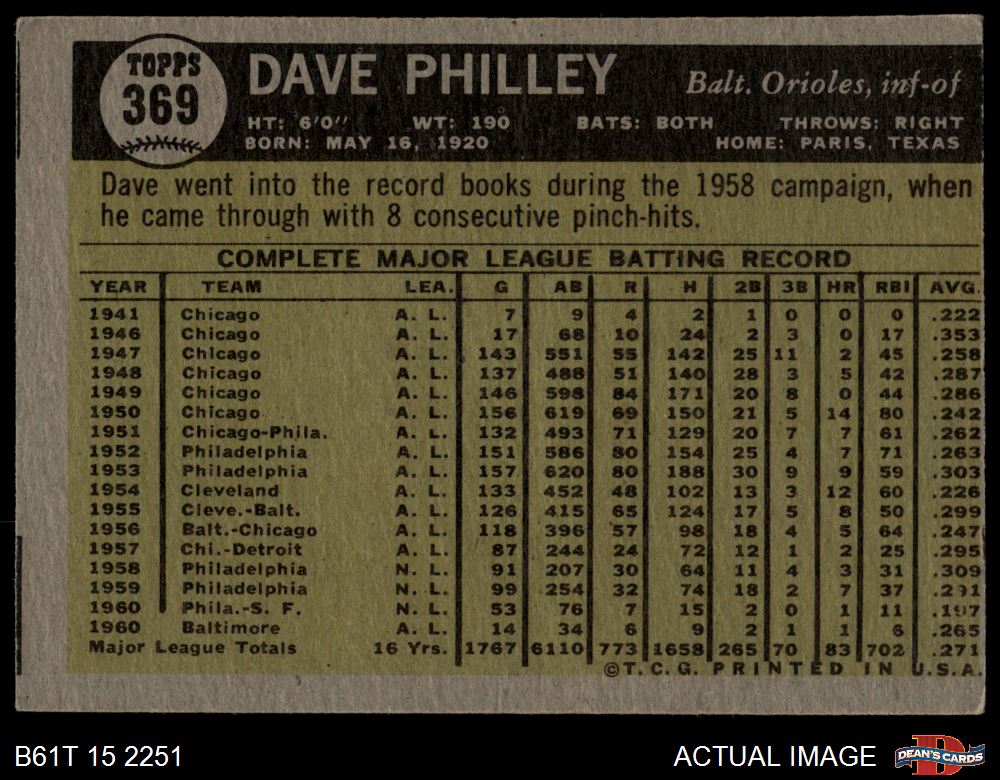 TOPPS
369
DAVE PHILLEY
Balt. Orioles, inf-of
HT: 6'0" WT: 190 BATS: BOTH THROWS: RIGHT
BORN: MAY 16, 1920 HOME: PARIS, TEXAS
Dave went into the record books during the 1958 campaign, when
he came through with 8 consecutive pinch-hits.
COMPLETE MAJOR LEAGUE BATTING RECORD
YEAR TEAM LEA. G AB R H 2B 3B HR RBI AVG.
1941 Chicago A. L. 7 9 4 2 1 0 0 0 .222
1946 Chicago A. L. 17 68 10 24 2 3 0 17 .353
1947 Chicago A. L. 143 551 55 142 25 11 2 45 .258
1948 Chicago A. L. 137 488 51 140 28 3 5 42 .287
1949 Chicago A. L. 146 598 84 171 20 8 0 44 .286
1950 Chicago A. L. 156 619 69 150 21 5 14 80 .242
1951 Chicago-Phila. A. L. 132 493 71 129 20 7 7 61 .262
1952 Philadelphia A. L. 151 586 80 154 25 4 7 71 .263
1953 Philadelphia A. L. 157 620 80 188 30 9 9 59 .303
1954 Cleveland A. L. 133 452 48 102 13 3 12 60 .226
1955 Cleve.-Balt. A. L. 126 415 65 124 17 5 8 50 .299
1956 Balt.-Chicago A. L. 118 396 57 98 18 4 5 64 .247
1957 Chi.-Detroit A. L. 87 244 24 72 12 1 2 25 .295
1958 Philadelphia N. L. 91 207 30 64 11 4 3 31 .309
1959 Philadelphia N. L. 99 254 32 74 18 2 7 37 .291
1960 Phila.-S. F. N. L. 53 76 7 15 2 0 1 11 .197
1960 Baltimore A. L. 14 34 6 9 2 1 1 6 .265
Major League Totals 16 Yrs. 1767 6110 773 1658 265 70 83 702 .271
©T.C.G. PRINTED IN U.S.A.
B61T 15 2251
ACTUAL IMAGE
DEAN'S CARDS